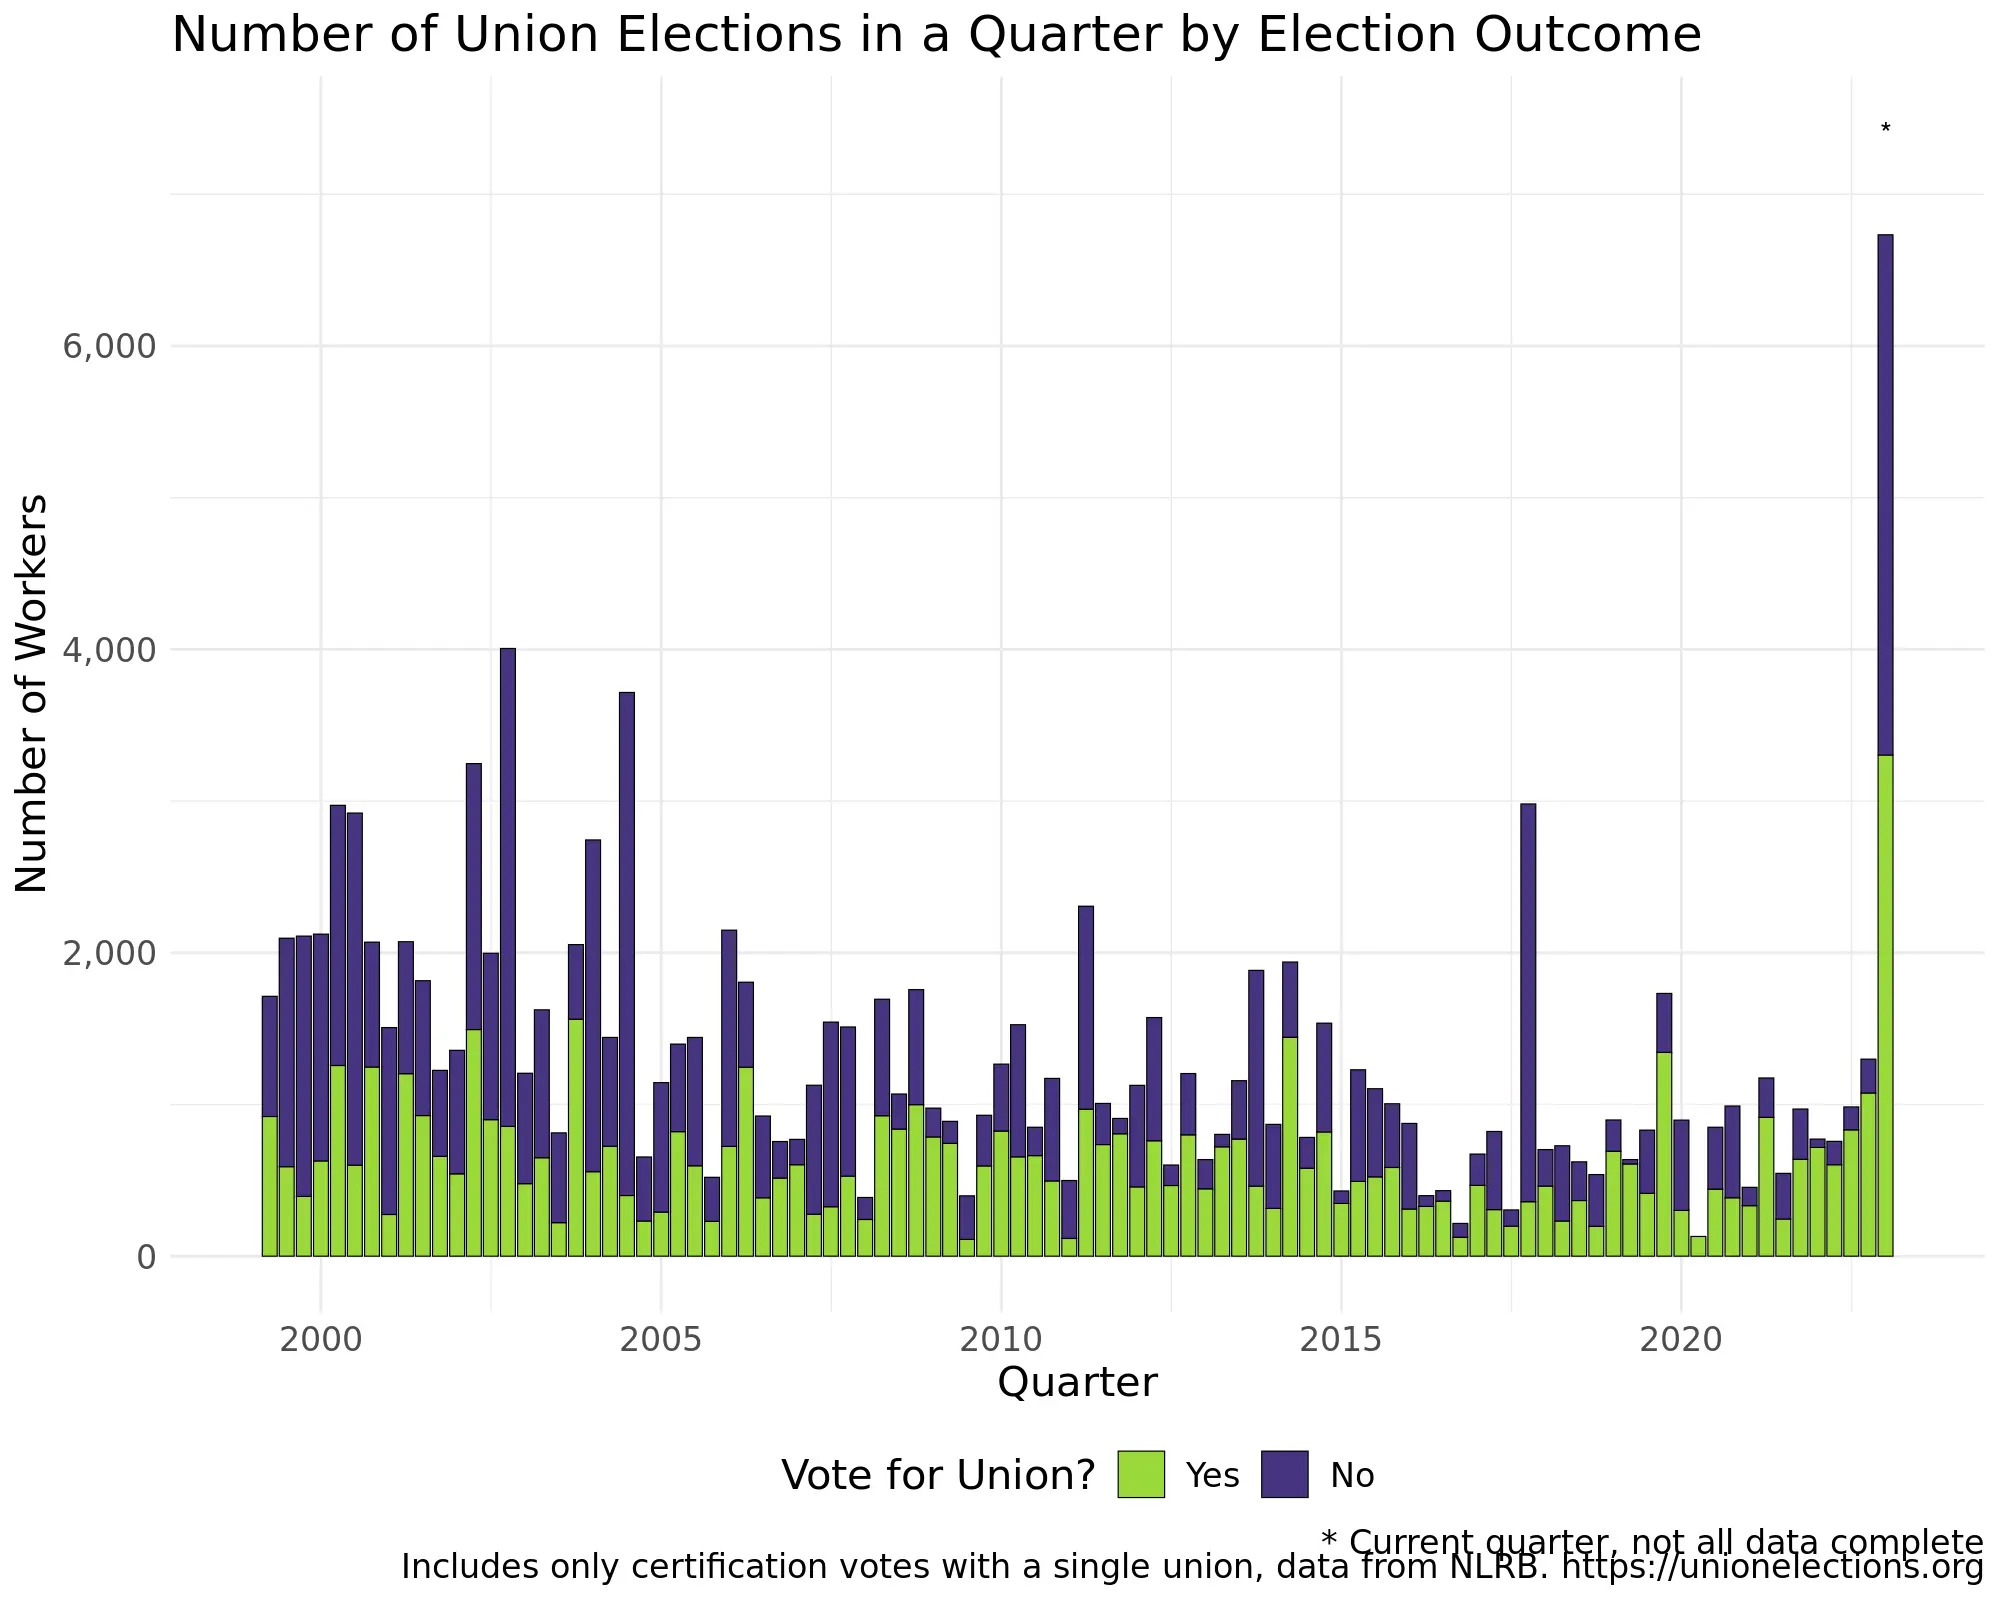 Number of Union Elections in a Quarter by Election Outcome
*
6,000
4,000
2,000
0
Number of Workers
2000 2005 2010 2015 2020
Quarter
Vote for Union? Yes No
* Current quarter, not all data complete
Includes only certification votes with a single union, data from NLRB. https://unionelections.org